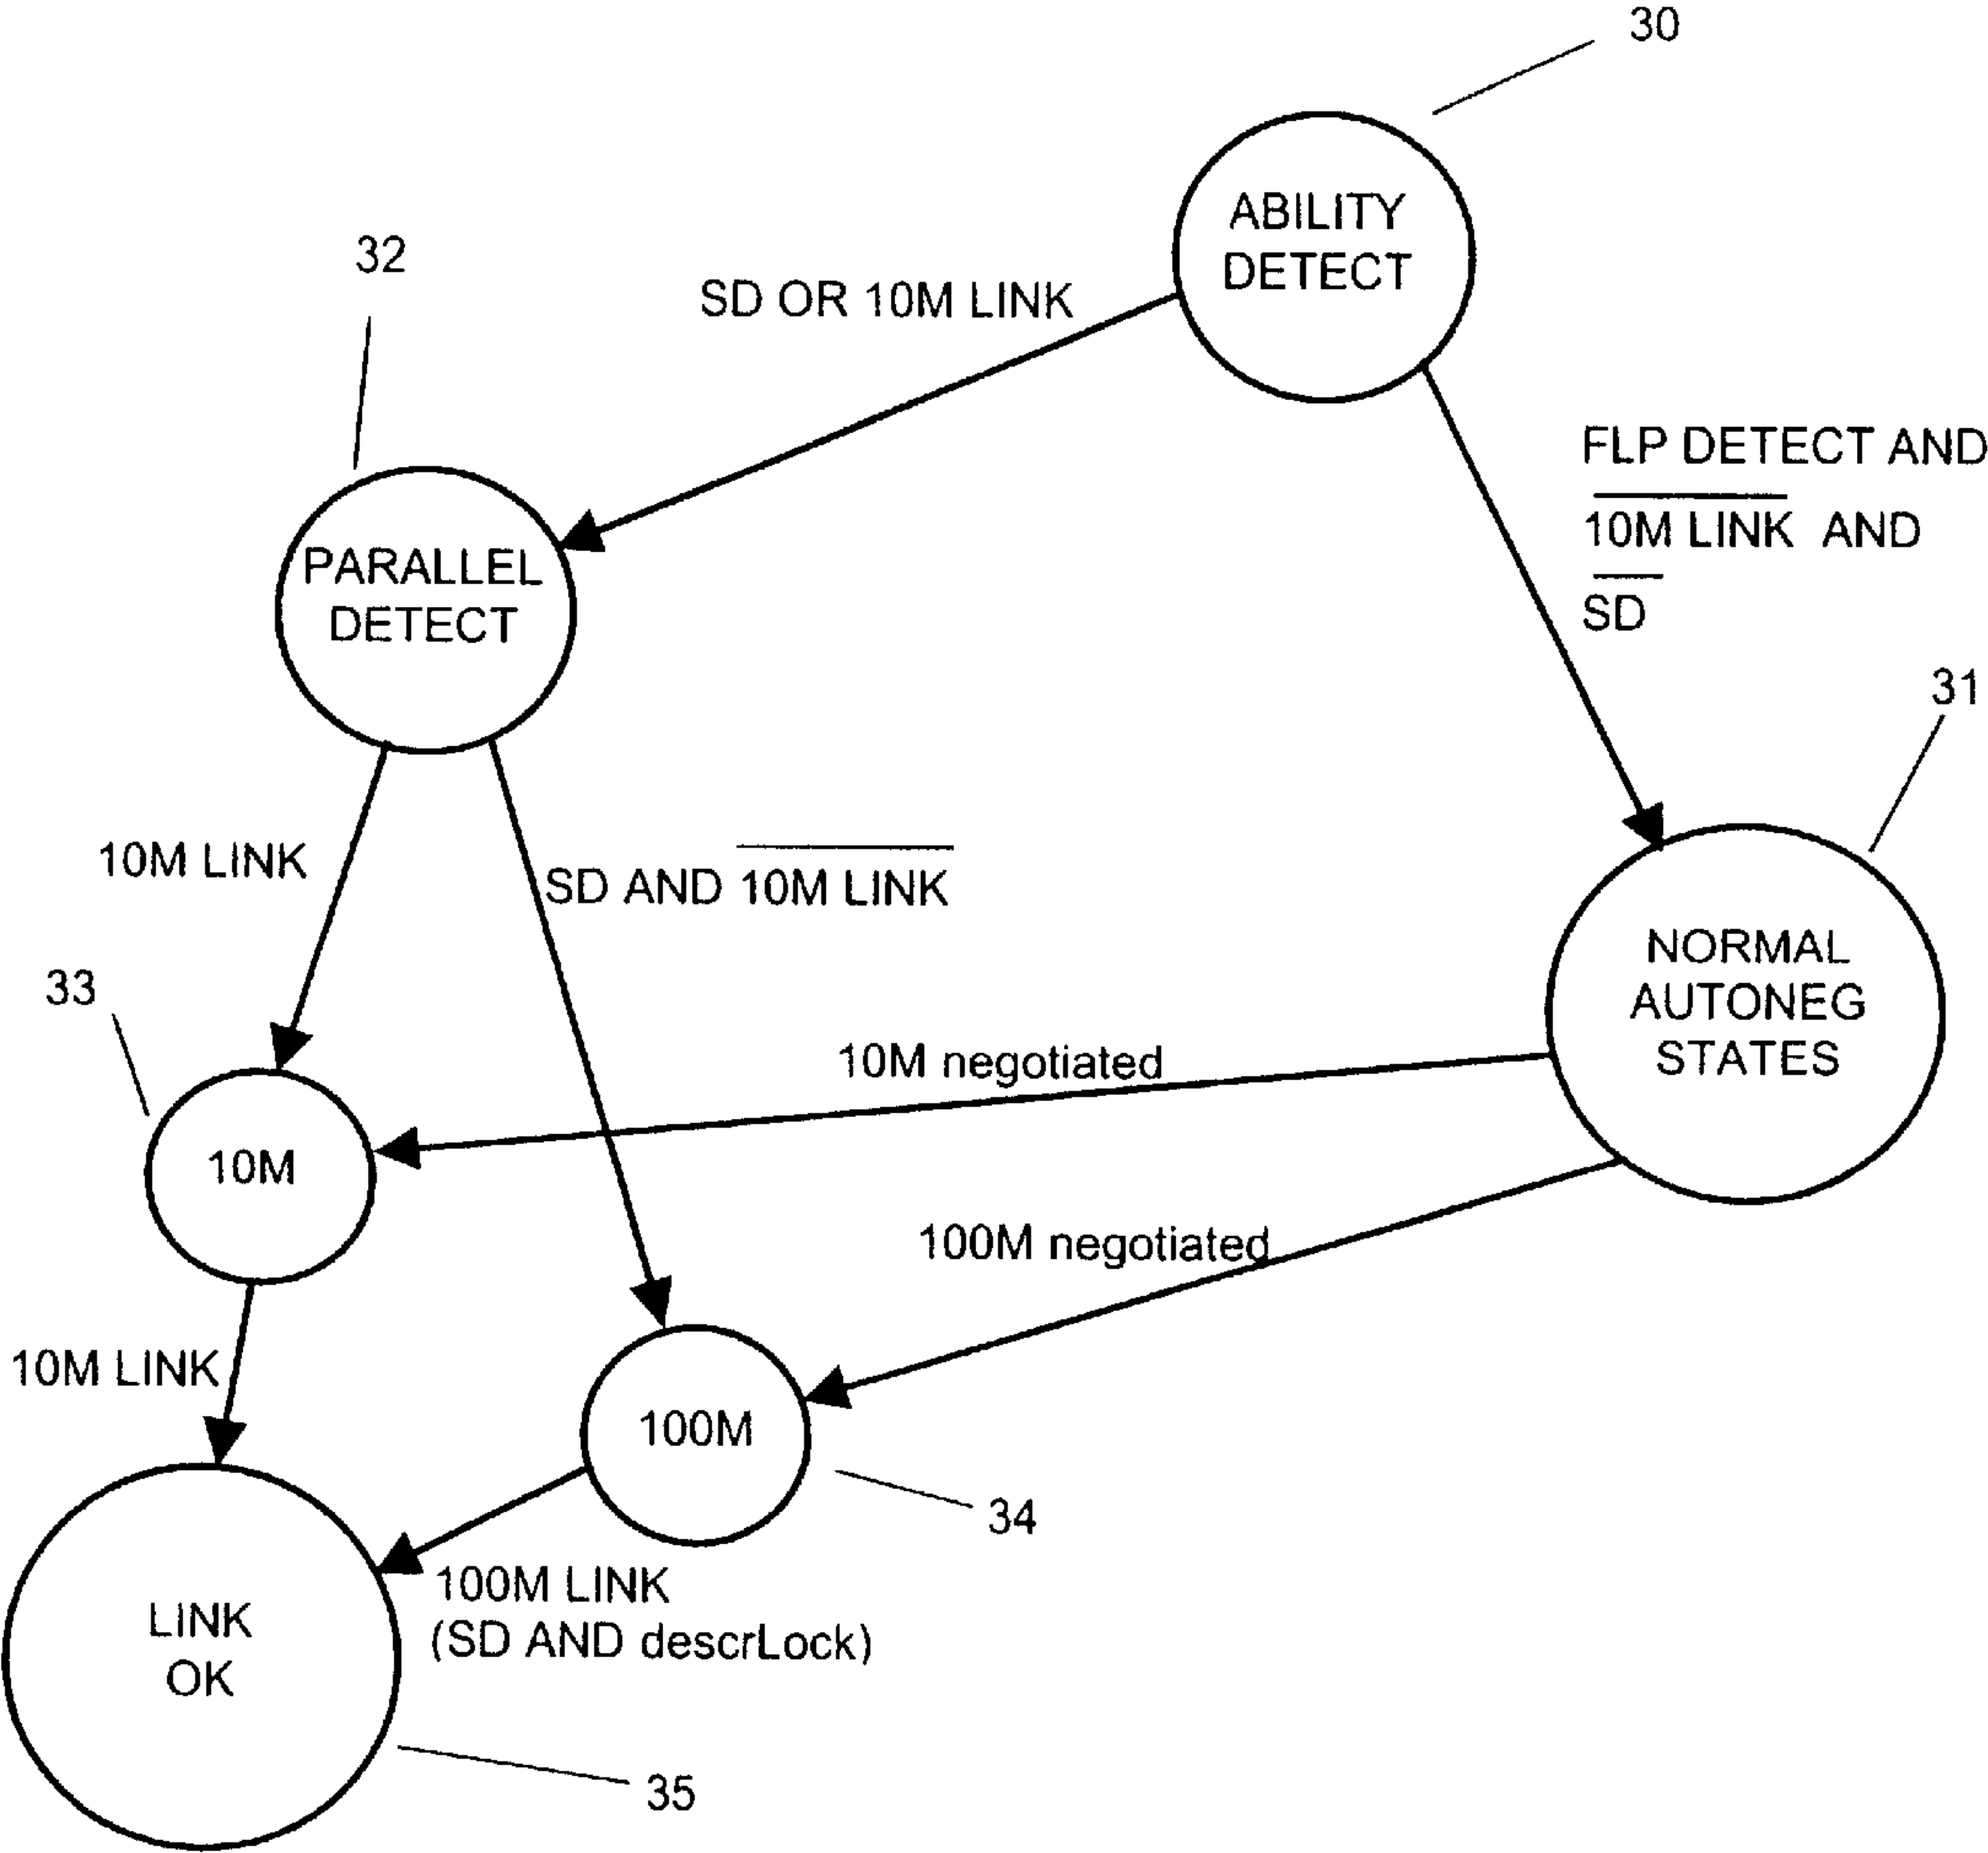 30
ABILITY
DETECT
32
SD OR 10M LINK
FLP DETECT AND
10M LINK AND
SD
PARALLEL
DETECT
31
10M LINK
SD AND 10M LINK
NORMAL
AUTONEG
STATES
33
10M negotiated
10M
100M negotiated
10M LINK
100M
34
100M LINK
(SD AND descrLock)
LINK
OK
35